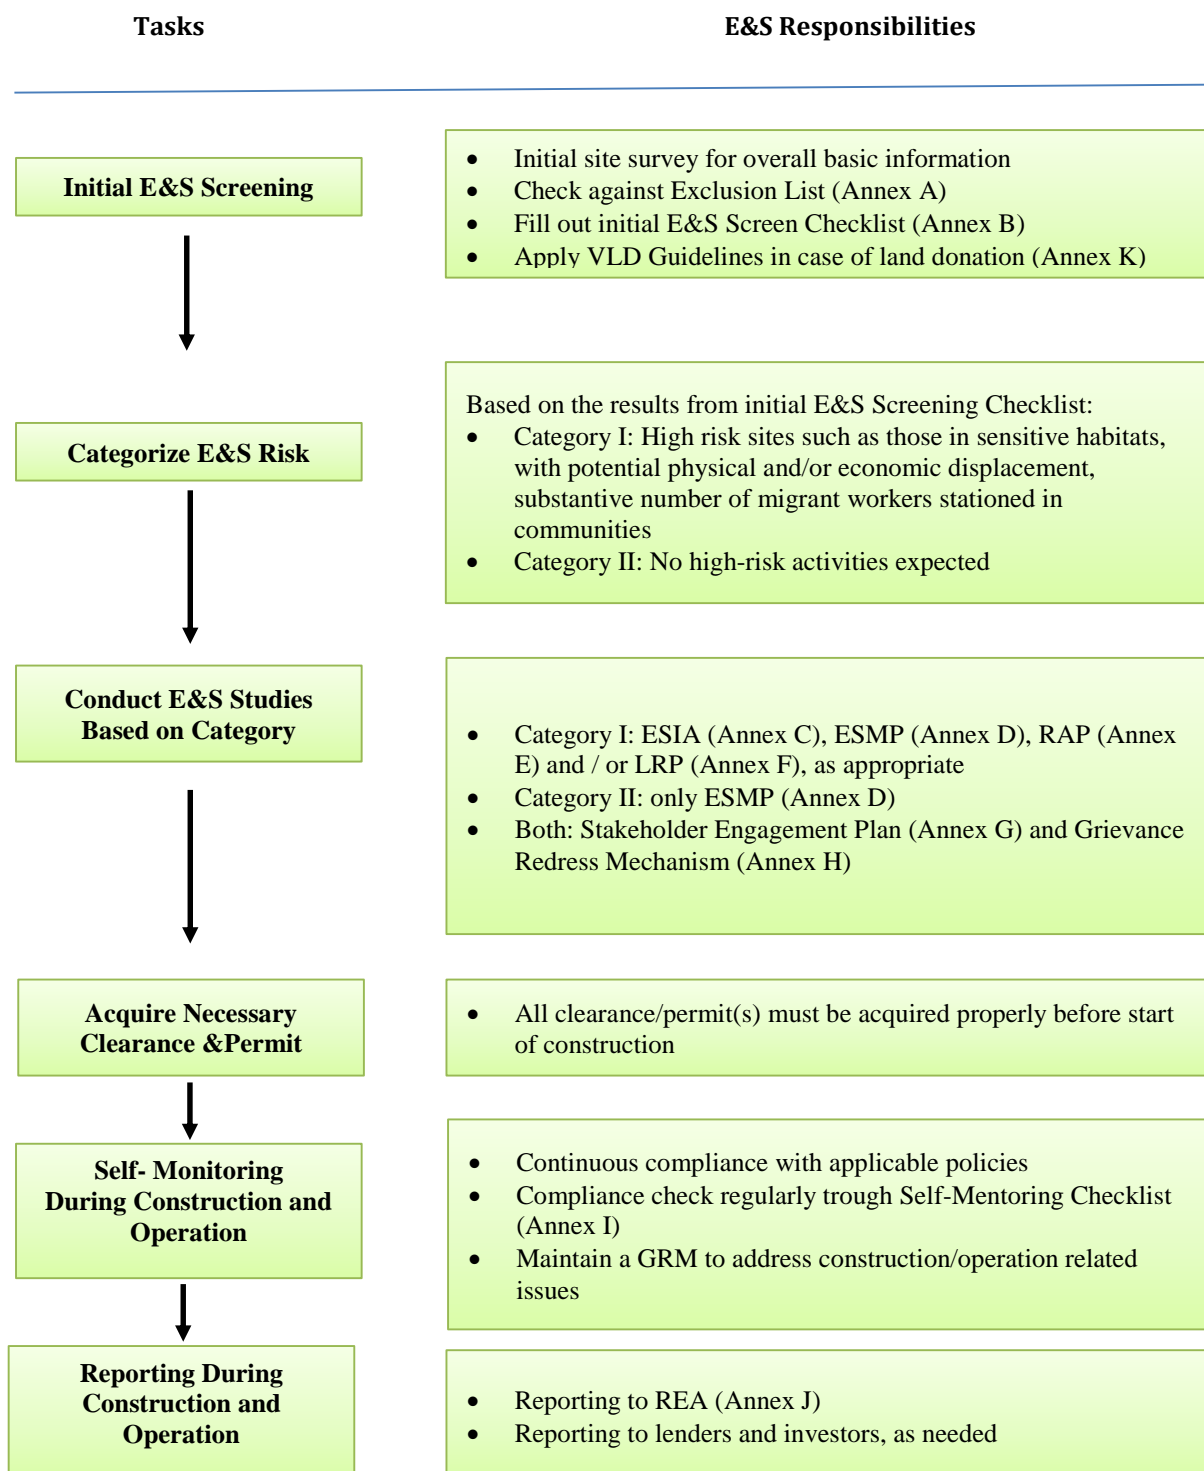 Tasks
E&S Responsibilities
Initial E&S Screening
• Initial site survey for overall basic information
• Check against Exclusion List (Annex A)
• Fill out initial E&S Screen Checklist (Annex B)
• Apply VLD Guidelines in case of land donation (Annex K)
Categorize E&S Risk
Based on the results from initial E&S Screening Checklist:
• Category I: High risk sites such as those in sensitive habitats,
with potential physical and/or economic displacement,
substantive number of migrant workers stationed in
communities
• Category II: No high-risk activities expected
Conduct E&S Studies
Based on Category
• Category I: ESIA (Annex C), ESMP (Annex D), RAP (Annex
E) and / or LRP (Annex F), as appropriate
• Category II: only ESMP (Annex D)
• Both: Stakeholder Engagement Plan (Annex G) and Grievance
Redress Mechanism (Annex H)
Acquire Necessary
Clearance &Permit
• All clearance/permit(s) must be acquired properly before start
of construction
Self- Monitoring
During Construction and
Operation
• Continuous compliance with applicable policies
• Compliance check regularly trough Self-Mentoring Checklist
(Annex I)
• Maintain a GRM to address construction/operation related
issues
Reporting During
Construction and
Operation
• Reporting to REA (Annex J)
• Reporting to lenders and investors, as needed